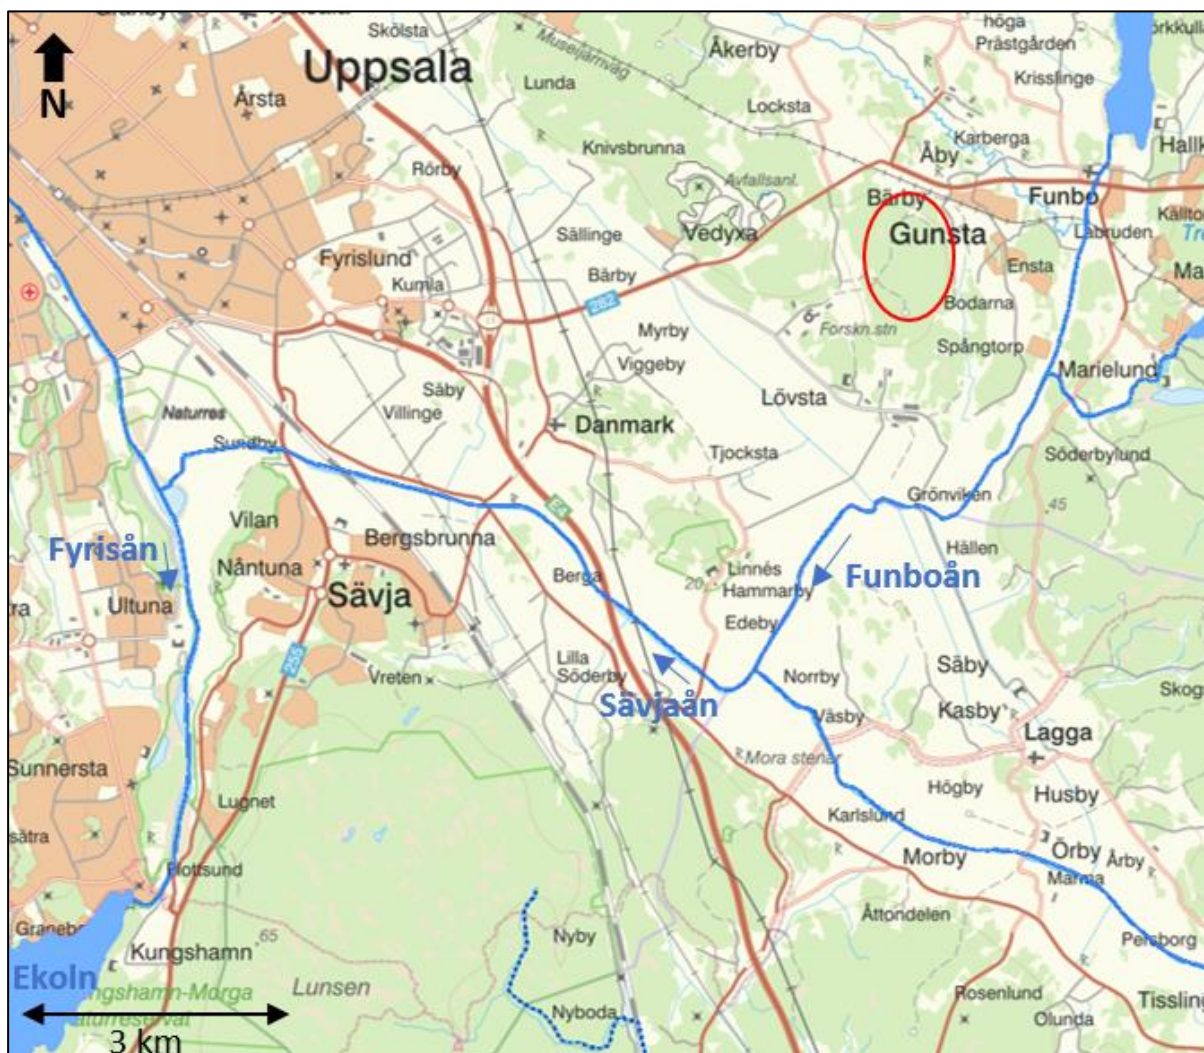 höga
Skölsta
Prästgården
Åkerby
Museijärnväg
Krisslinge
N
Uppsala
Lunda
Årsta
Locksta
Karberga
Knivsbrunna
Åby
Rörby
Avfallsanl.
Bärby
Funbo
Gunsta
Sällinge
Vedyxa
Labruden
Fyrislund
Ensta
Kumla
Bärby
282
Bodarna
Myrby
Forskn.stn
Spångtorp
Viggeby
Marielund
Säby
Lövsta
Villinge
Naturres
Danmark
Sundby
Tjocksta
Söderbylund
Grönviken
45
Vilan
E4
Bergsbrunna
Hällen
Fyrisån
Nåntuna
Berga
20
Linnés
Hammarby
Funboån
Ultuna
Sävja
Edeby
255
Lilla
Söderby
Säby
Vreten
Norrby
Sävjaån
Kasby
Väsby
Lagga
Mora stenar
Sunnersta
Högby
Husby
Lugnet
Karlslund
Örby
Årby
Morby
Flottsund
Marma
Åttondelen
Kungshamn
65
Nyby
Persborg
Ekoln
Lunsen
Rosenlund
Nyboda
Olunda
3 km